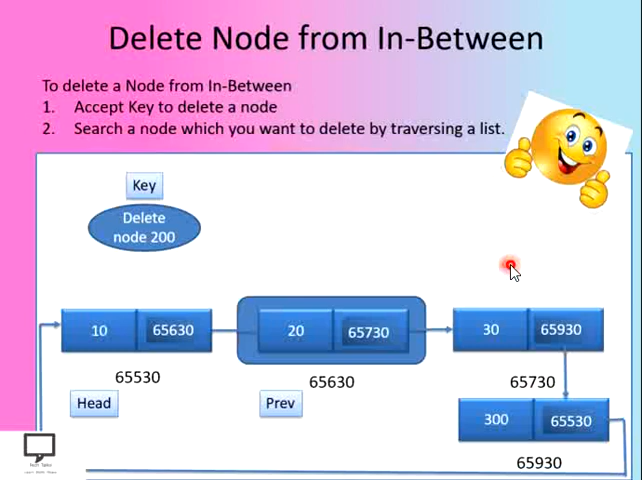 Delete Node from In-Between
To delete a Node from In-Between
1. Accept Key to delete a node
2. Search a node which you want to delete by traversing a list.
Key
Delete
node 200
10 65630 20 65730 30 65930
65530 65630 65730
Head Prev
300 65530
65930
Tech Talks